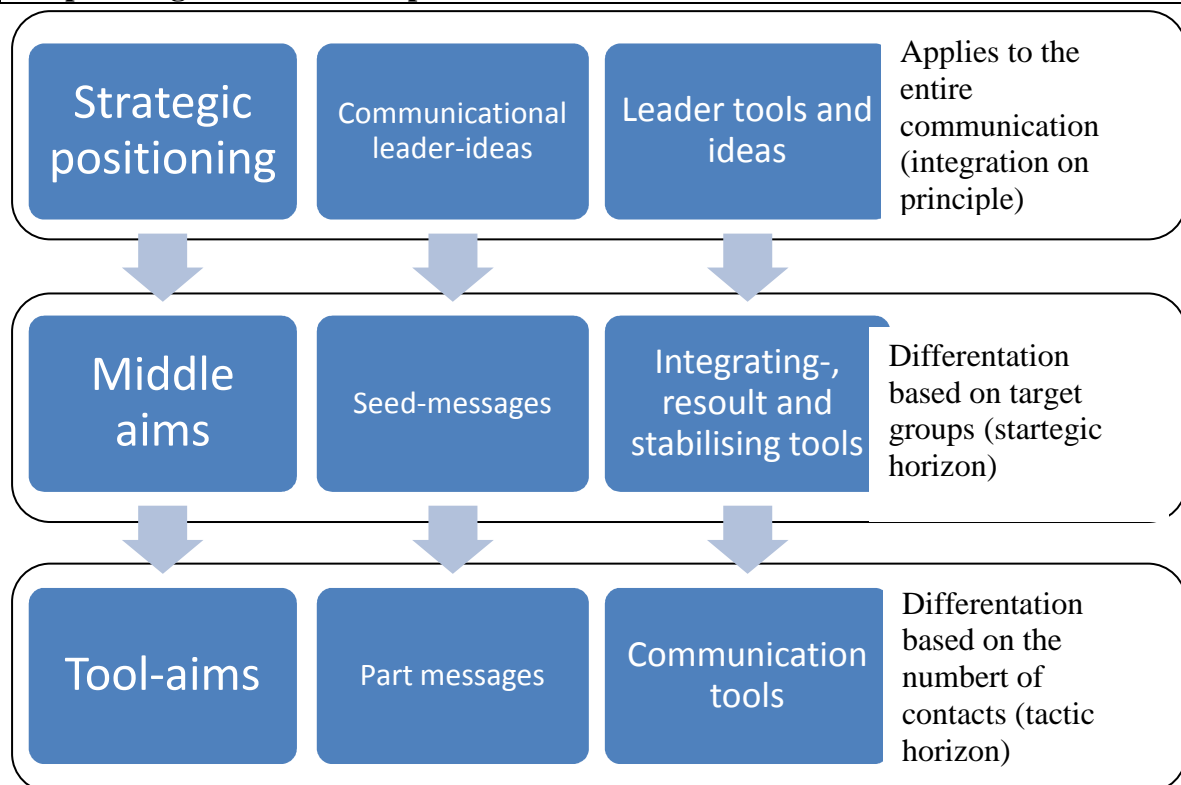 Strategic
positioning
Communicational
leader-ideas
Leader tools and
ideas
Applies to the
entire
communication
(integration on
principle)
Middle
aims
Seed-messages
Integrating-,
resoult and
stabilising tools
Differentation
based on target
groups (startegic
horizon)
Tool-aims
Part messages
Communication
tools
Differentation
based on the
numbert of
contacts (tactic
horizon)